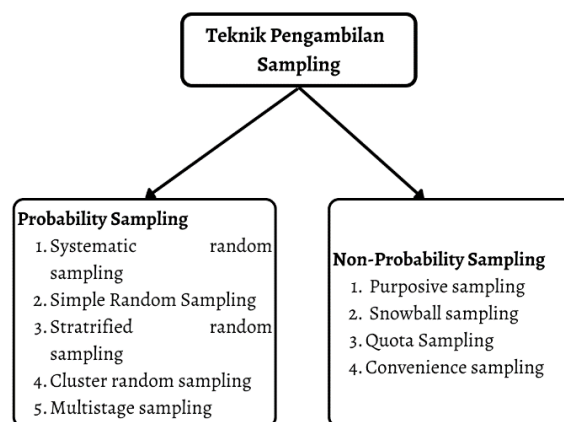 Teknik Pengambilan
Sampling
Probability Sampling
1. Systematic random
sampling
2. Simple Random Sampling
3. Stratrified random
sampling
4. Cluster random sampling
5. Multistage sampling
Non-Probability Sampling
1. Purposive sampling
2. Snowball sampling
3. Quota Sampling
4. Convenience sampling